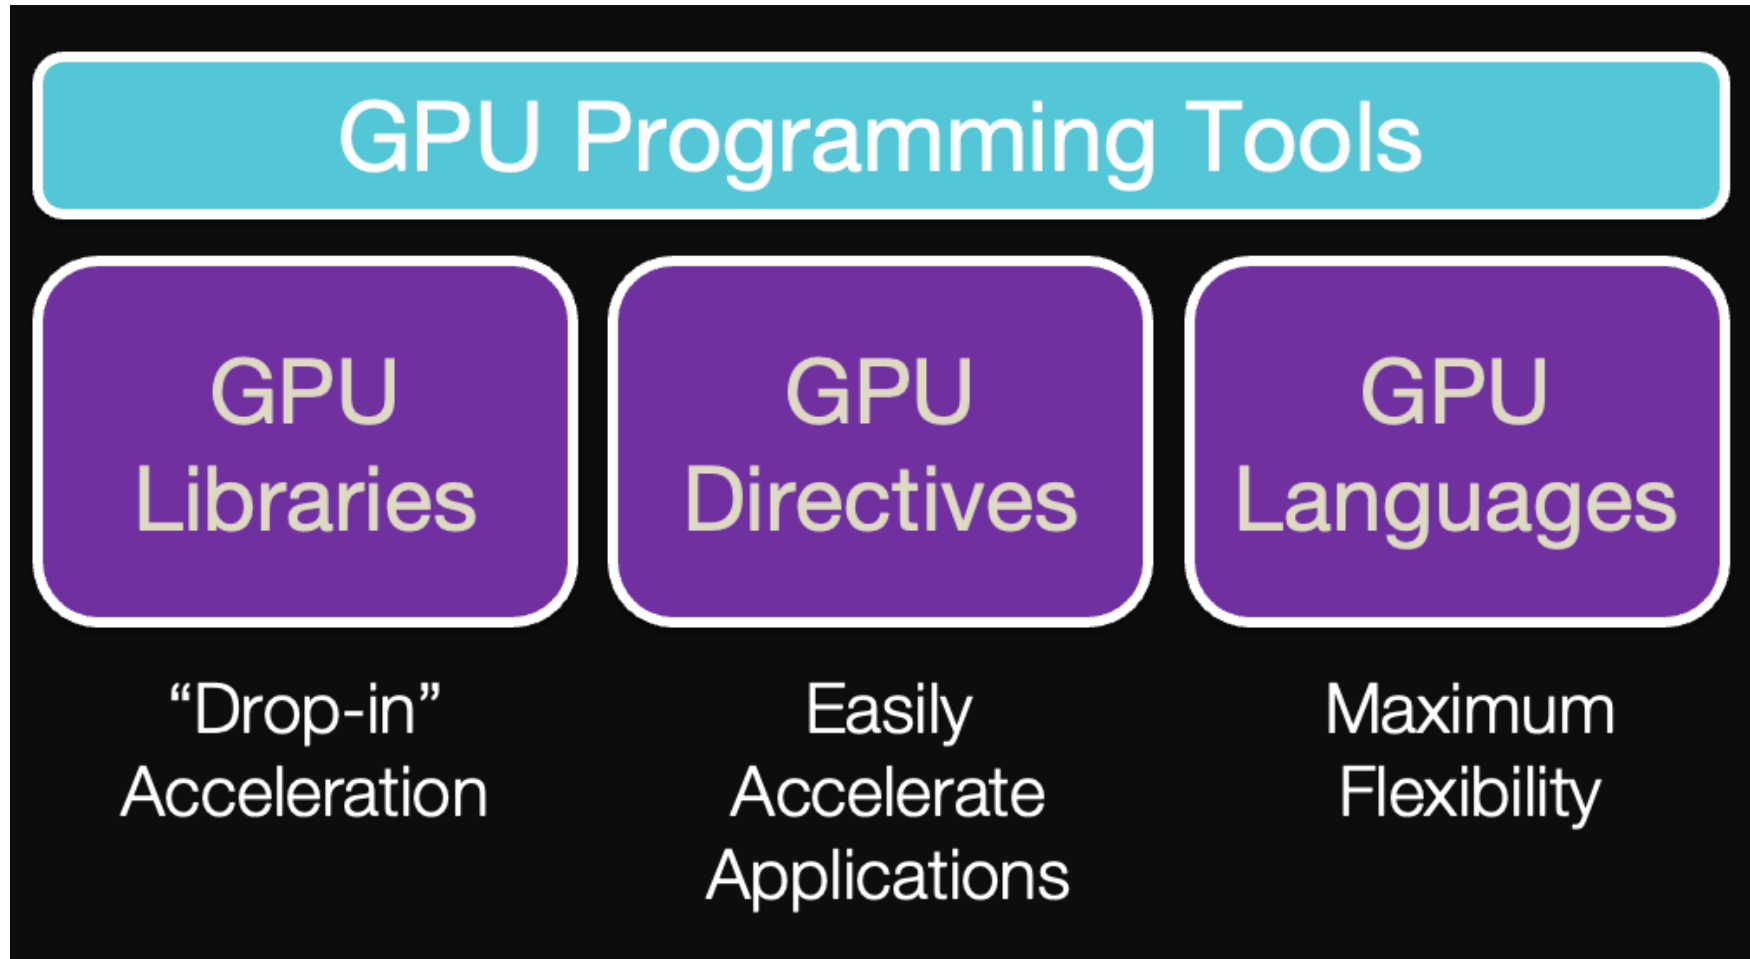 GPU Programming Tools
GPU
Libraries
GPU
Directives
GPU
Languages
“Drop-in”
Acceleration
Easily
Accelerate
Applications
Maximum
Flexibility